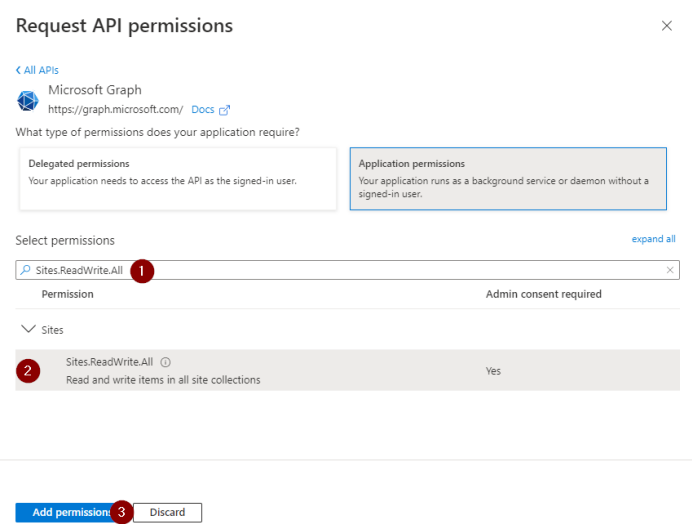 Request API permissions
All APIs
Microsoft Graph
https://graph.microsoft.com/ Docs
What type of permissions does your application require?
Delegated permissions
Your application needs to access the API as the signed-in user.
Application permissions
Your application runs as a background service or daemon without a
signed-in user.
Select permissions
expand all
Sites.ReadWrite.All 1
Permission Admin consent required
Sites
Sites.ReadWrite.All
2
Read and write items in all site collections
Yes
Add permission 3 Discard